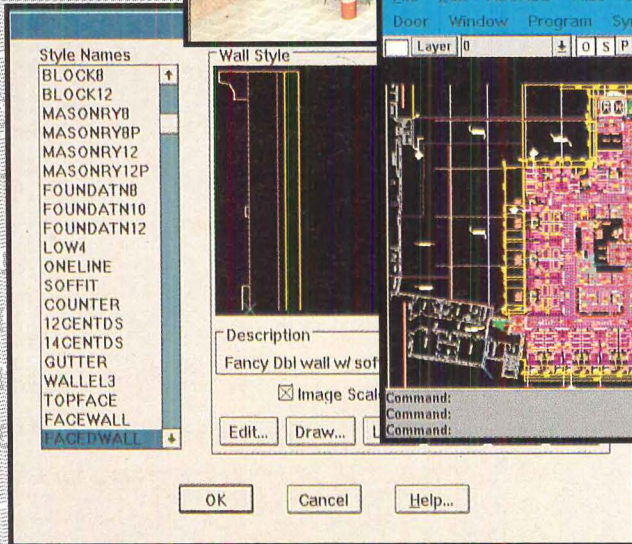 Door Window Program Sy
Layer 0 O S P
Style Names
BLOCK8
BLOCK12
MASONRY8
MASONRY8P
MASONRY12
MASONRY12P
FOUNDATN8
FOUNDATN10
FOUNDATN12
LOW4
ONELINE
SOFFIT
COUNTER
12CENTDS
14CENTDS
GUTTER
WALLEL3
TOPFACE
FACEWALL
FACEDWALL
Wall Style
Description
Fancy Dbl wall w/ sof
Image Scal
Edit... Draw... L
Command:
Command:
Command:
OK Cancel Help...